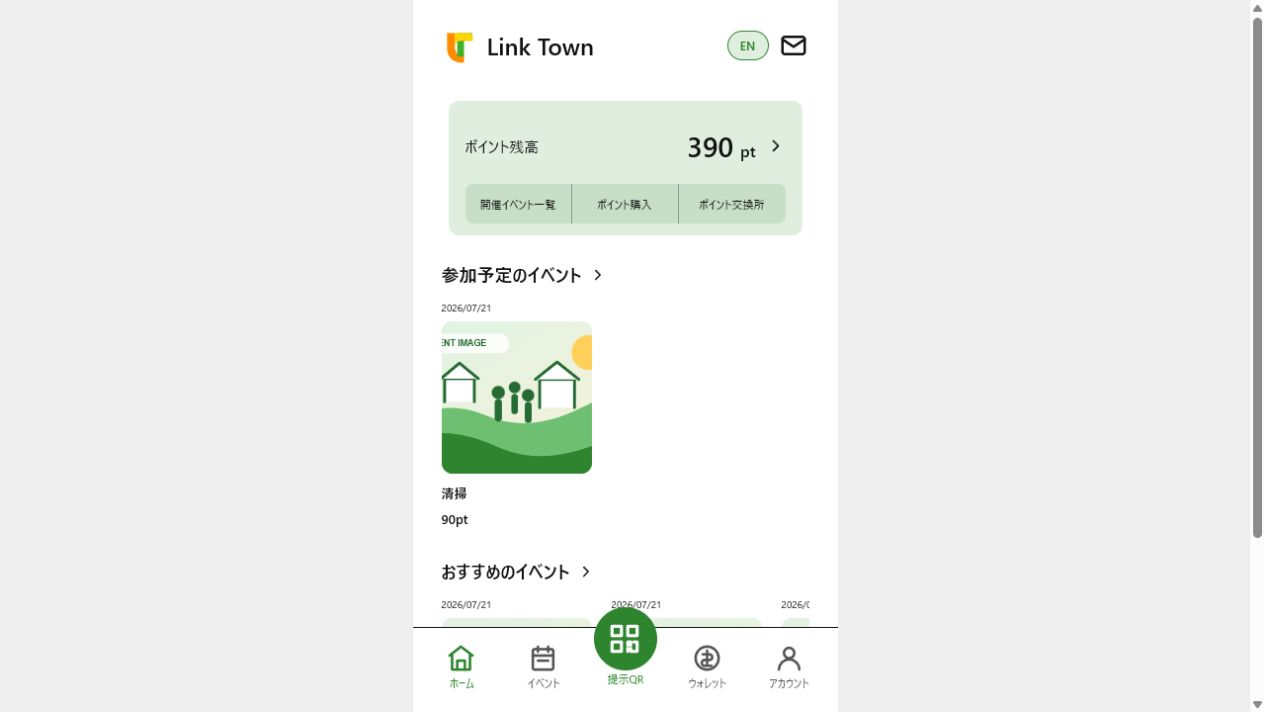 Link Town
EN
ポイント残高
390 pt
開催イベント一覧
ポイント購入
ポイント交換所
参加予定のイベント
2026/07/21
ENT IMAGE
清掃
90pt
おすすめのイベント
2026/07/21
2026/07/21
2026/0
ホーム
イベント
提示QR
ウォレット
アカウント